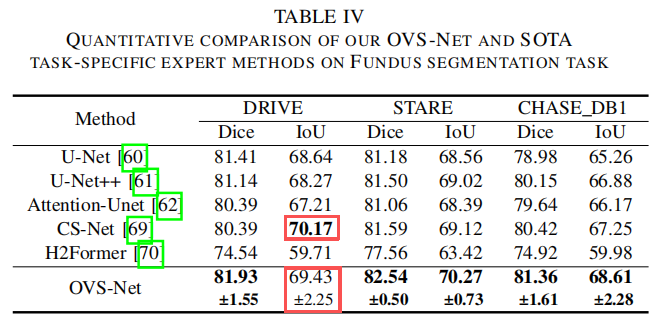 TABLE IV
QUANTITATIVE COMPARISON OF OUR OVS-NET AND SOTA
TASK-SPECIFIC EXPERT METHODS ON FUNDUS SEGMENTATION TASK
Method DRIVE STARE CHASE_DB1
Dice IoU Dice IoU Dice IoU
U-Net [60] 81.41 68.64 81.18 68.56 78.98 65.26
U-Net++ [61] 81.14 68.27 81.50 69.02 80.15 66.88
Attention-Unet [62] 80.39 67.21 81.06 68.39 79.64 66.17
CS-Net [69] 80.39 70.17 81.59 69.12 80.42 67.25
H2Former [70] 74.54 59.71 77.56 63.42 74.92 59.98
OVS-Net 81.93 69.43 82.54 70.27 81.36 68.61
±1.55 ±2.25 ±0.50 ±0.73 ±1.61 ±2.28